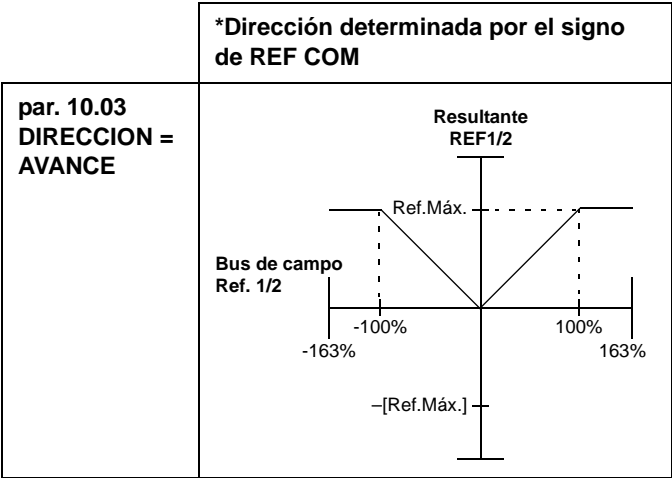 *Dirección determinada por el signo
de REF COM
par. 10.03
DIRECCION =
AVANCE
Resultante
REF1/2
Ref.Máx.
Bus de campo
Ref. 1/2
-100%
100%
-163%
163%
–[Ref.Máx.]